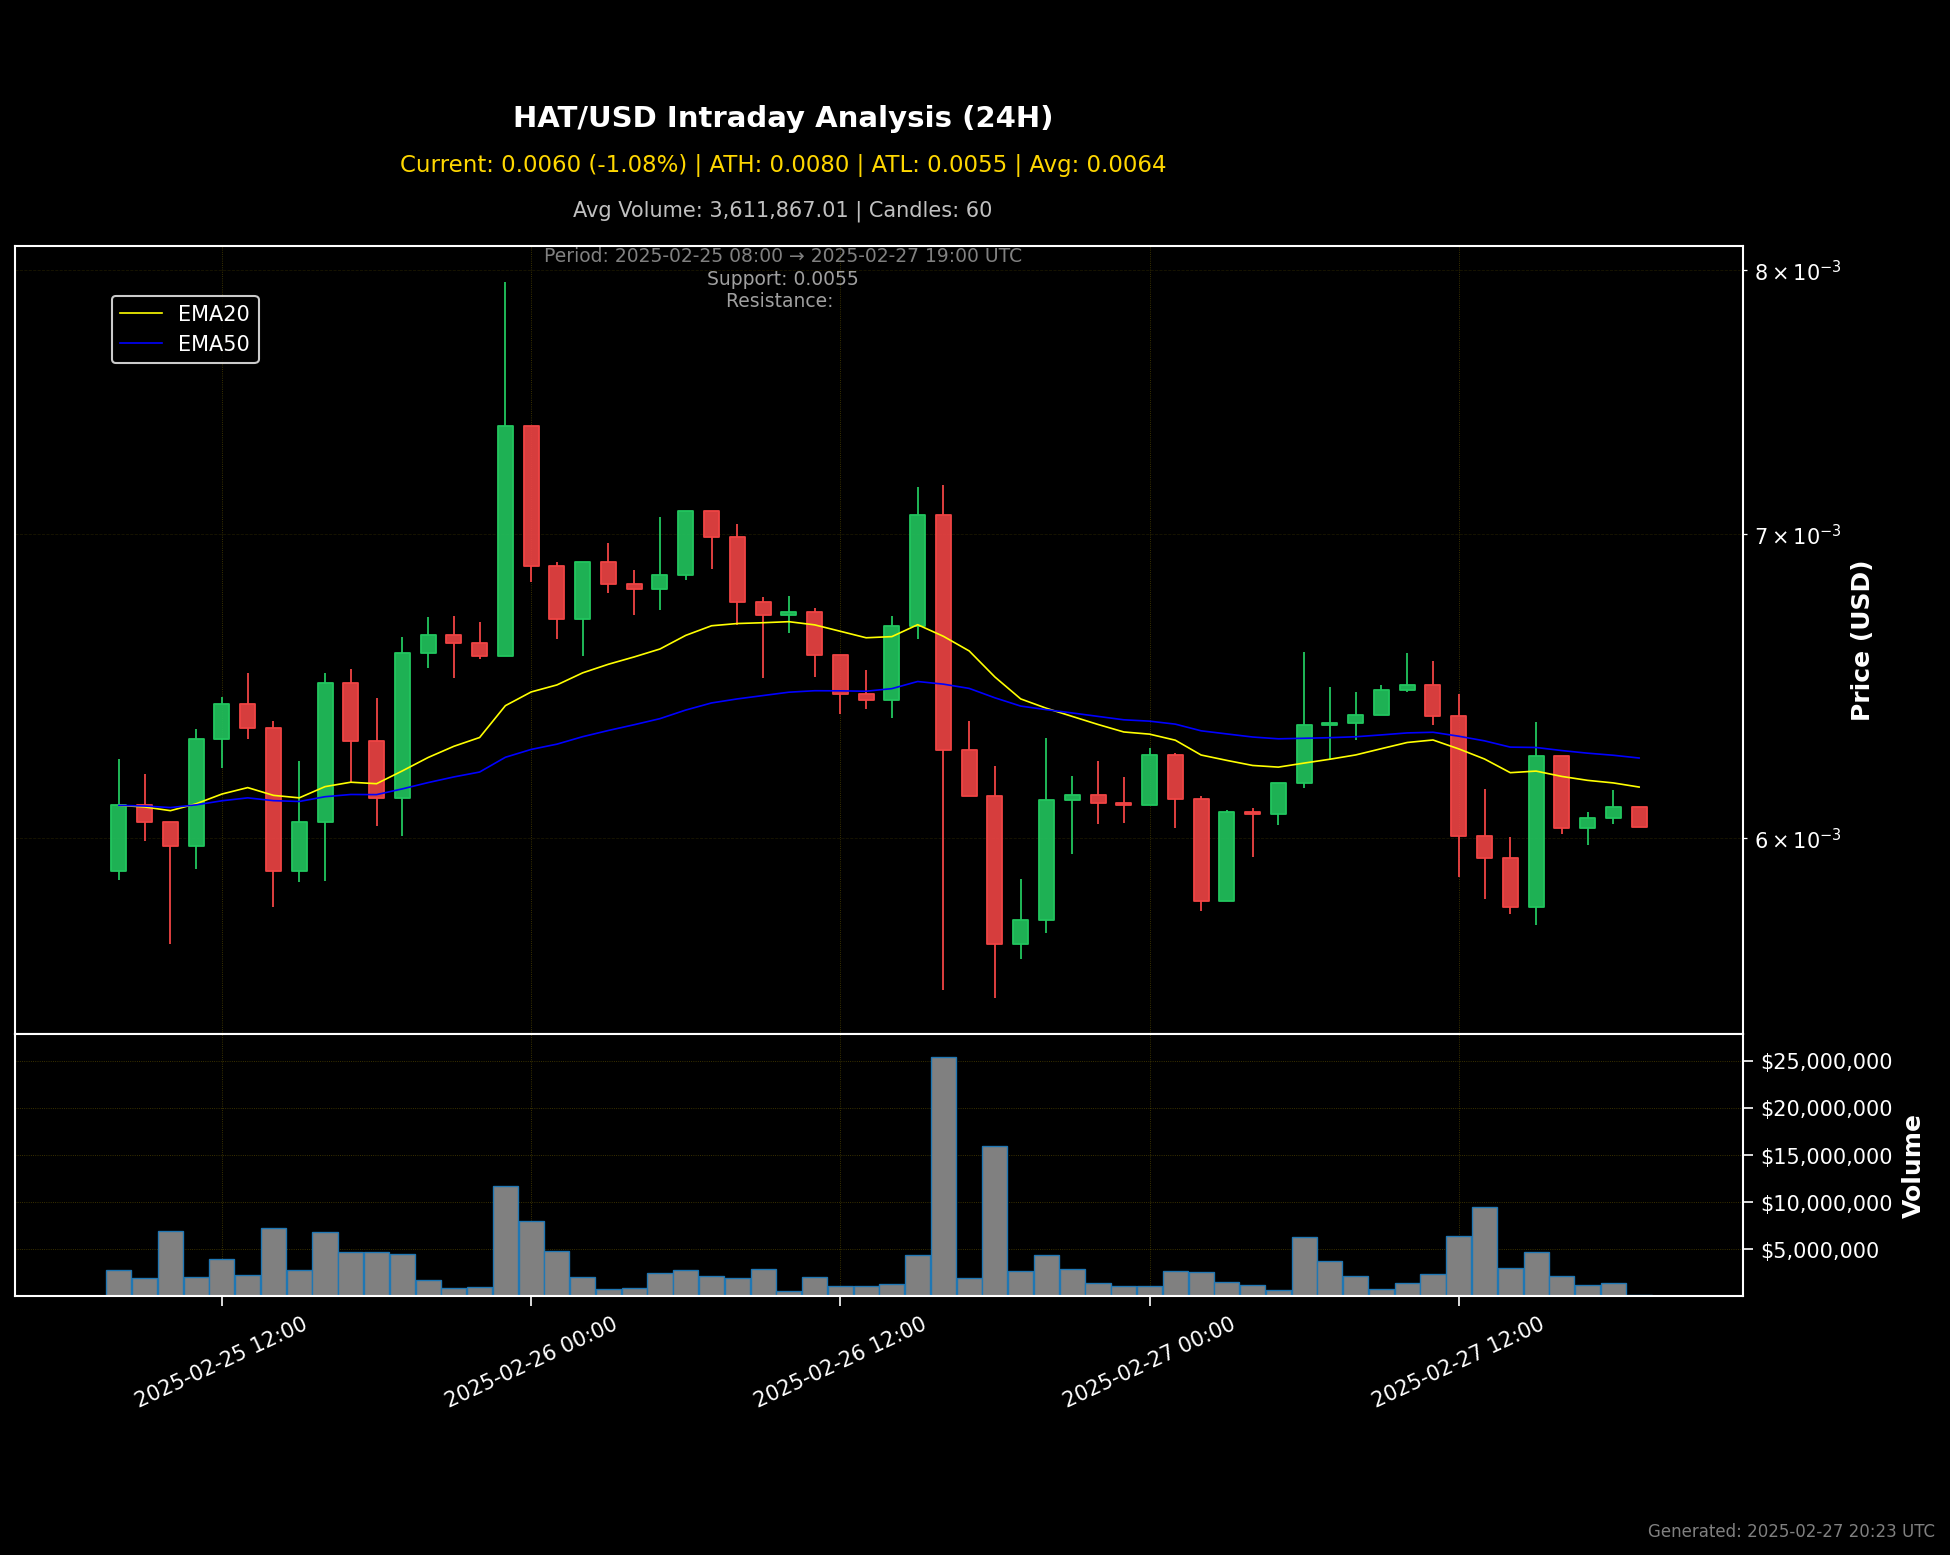 HAT/USD Intraday Analysis (24H)
Current: 0.0060 (-1.08%) | ATH: 0.0080 | ATL: 0.0055 | Avg: 0.0064
Avg Volume: 3,611,867.01 | Candles: 60
Period: 2025-02-25 08:00 → 2025-02-27 19:00 UTC
Support: 0.0055
Resistance:
EMA20
EMA50
8 × 10⁻³
7 × 10⁻³
6 × 10⁻³
Price (USD)
$25,000,000
$20,000,000
$15,000,000
$10,000,000
$5,000,000
Volume
2025-02-25 12:00
2025-02-26 00:00
2025-02-26 12:00
2025-02-27 00:00
2025-02-27 12:00
Generated: 2025-02-27 20:23 UTC